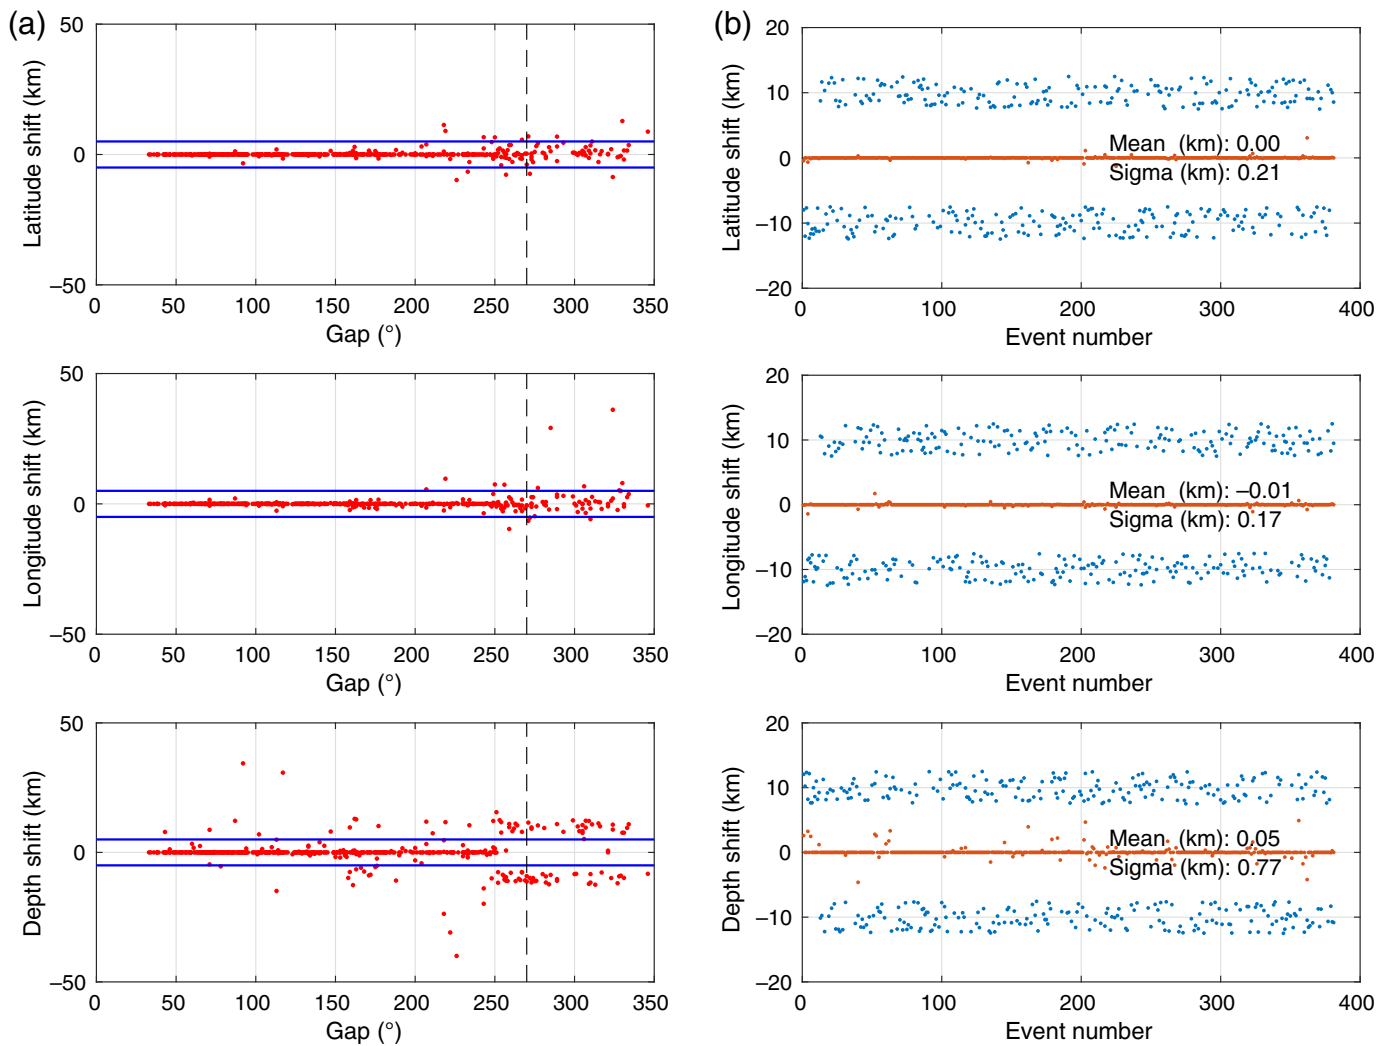 (a)
50
0
–50
Latitude shift (km)
0 50 100 150 200 250 300 350
Gap (°)
50
0
–50
Longitude shift (km)
0 50 100 150 200 250 300 350
Gap (°)
50
0
–50
Depth shift (km)
0 50 100 150 200 250 300 350
Gap (°)
(b)
20
10
0
–10
–20
Latitude shift (km)
Mean (km): 0.00
Sigma (km): 0.21
0 100 200 300 400
Event number
20
10
0
–10
–20
Longitude shift (km)
Mean (km): –0.01
Sigma (km): 0.17
0 100 200 300 400
Event number
20
10
0
–10
–20
Depth shift (km)
Mean (km): 0.05
Sigma (km): 0.77
0 100 200 300 400
Event number